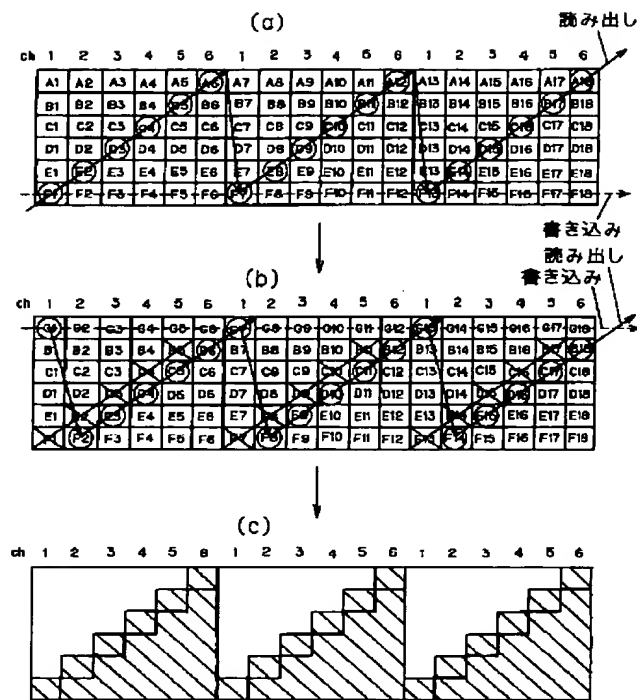 (a)
読み出し
ch 1 2 3 4 5 6 1 2 3 4 5 6 1 2 3 4 5 6
A1 A2 A3 A4 A5 A6 A7 A8 A9 A10 A11 A12 A13 A14 A15 A16 A17 A18
B1 B2 B3 B4 B5 B6 B7 B8 B9 B10 B11 B12 B13 B14 B15 B16 B17 B18
C1 C2 C3 C4 C5 C6 C7 C8 C9 C10 C11 C12 C13 C14 C15 C16 C17 C18
D1 D2 D3 D4 D5 D6 D7 D8 D9 D10 D11 D12 D13 D14 D15 D16 D17 D18
E1 E2 E3 E4 E5 E6 E7 E8 E9 E10 E11 E12 E13 E14 E15 E16 E17 E18
F1 F2 F3 F4 F5 F6 F7 F8 F9 F10 F11 F12 F13 F14 F15 F16 F17 F18
書き込み
読み出し
(b)
書き込み
ch 1 2 3 4 5 6 1 2 3 4 5 6 1 2 3 4 5 6
G1 G2 G3 G4 G5 G6 G7 G8 G9 G10 G11 G12 G13 G14 G15 G16 G17 G18
B1 B2 B3 B4 B5 B6 B7 B8 B9 B10 B11 B12 B13 B14 B15 B16 B17 B18
C1 C2 C3 C4 C5 C6 C7 C8 C9 C10 C11 C12 C13 C14 C15 C16 C17 C18
D1 D2 D3 D4 D5 D6 D7 D8 D9 D10 D11 D12 D13 D14 D15 D16 D17 D18
E1 E2 E3 E4 E5 E6 E7 E8 E9 E10 E11 E12 E13 E14 E15 E16 E17 E18
F2 F3 F4 F5 F6 F8 F9 F10 F11 F12 F14 F15 F16 F17 F18
(c)
ch 1 2 3 4 5 6 1 2 3 4 5 6 1 2 3 4 5 6